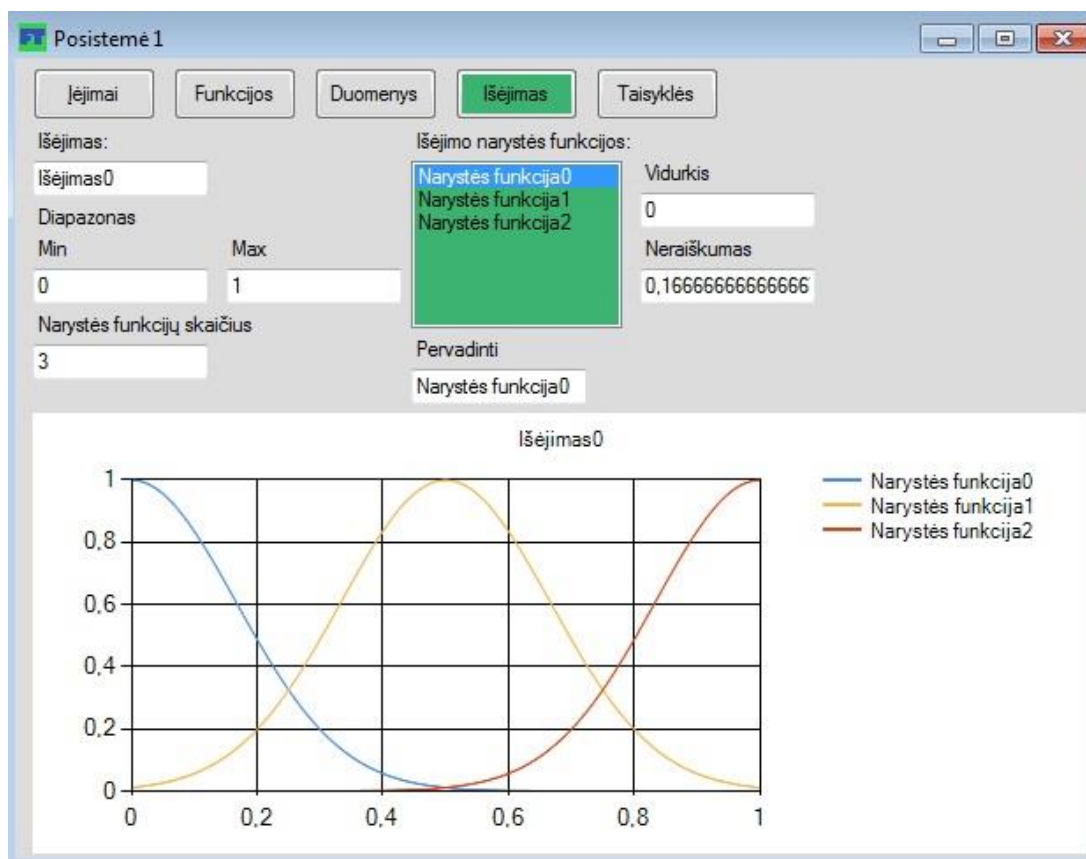 FT Posistemė 1
Įėjimai Funkcijos Duomenys Išėjimas Taisyklės
Išėjimas:
Išėjimas0
Diapazonas
Min Max
0 1
Narystės funkcijų skaičius
3
Išėjimo narystės funkcijos:
Narystės funkcija0
Narystės funkcija1
Narystės funkcija2
Pervadinti
Narystės funkcija0
Vidurkis
0
Neraiškumas
0,16666666666666
Išėjimas0
1
0,8
0,6
0,4
0,2
0
0 0,2 0,4 0,6 0,8 1
Narystės funkcija0
Narystės funkcija1
Narystės funkcija2